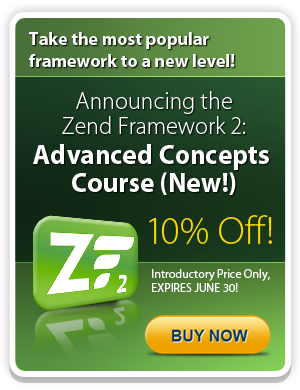 Take the most popular
framework to a new level!
Announcing the
Zend Framework 2:
Advanced Concepts
Course (New!)
10% Off!
ZF2
Introductory Price Only,
EXPIRES JUNE 30!
BUY NOW